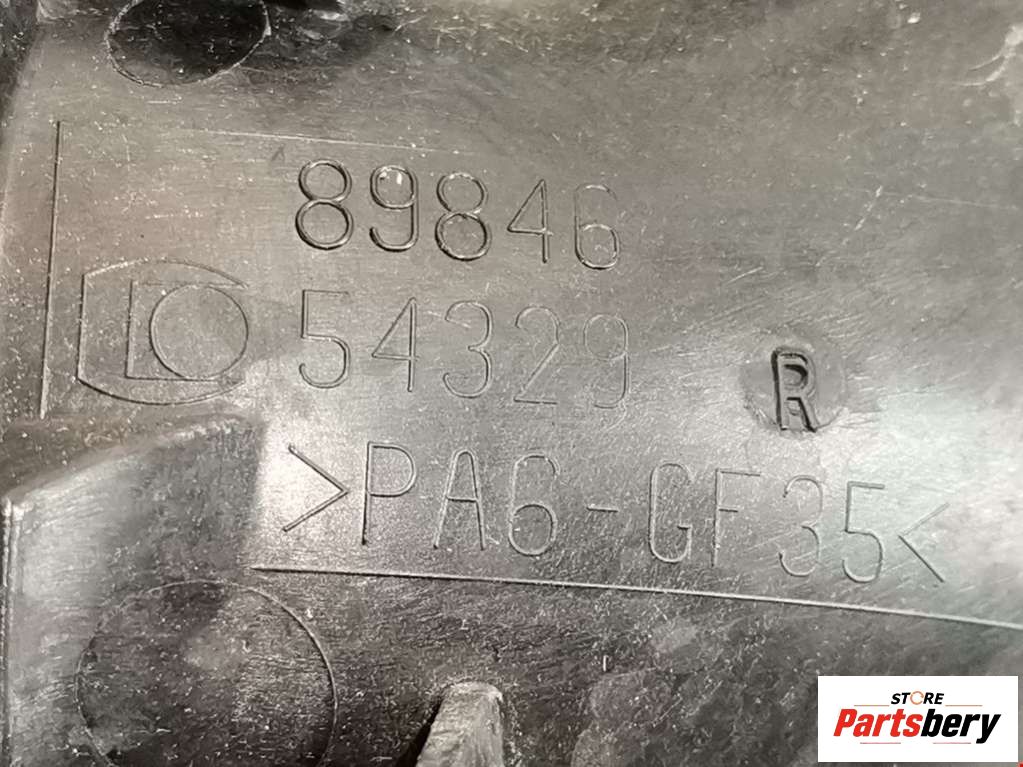 89846
54329
R
>PA6-GF35<
STORE
Partsbery